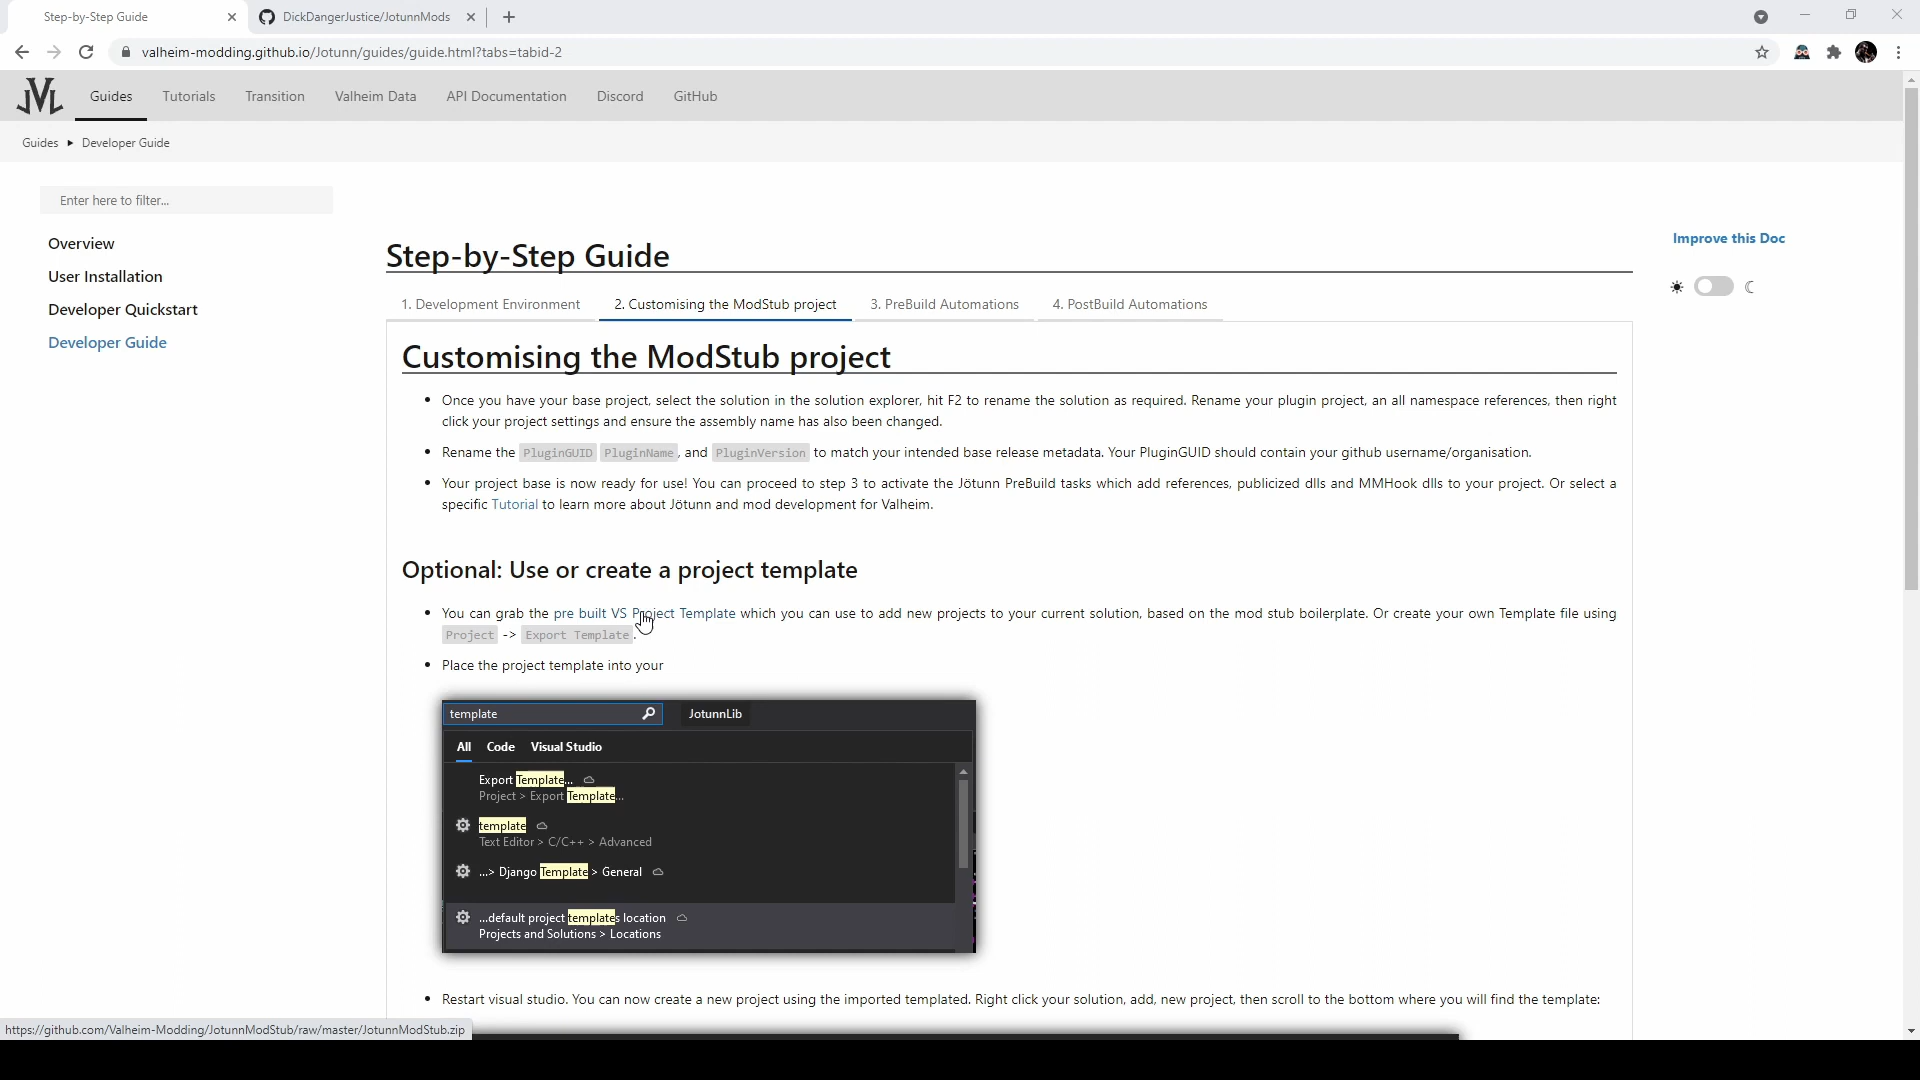 Step-by-Step Guide
DickDangerJustice/JotunnMods
valheim-modding.github.io/Jotunn/guides/guide.html?tabs=tabid-2
JVL
Guides
Tutorials
Transition
Valheim Data
API Documentation
Discord
GitHub
Guides
Developer Guide
Enter here to filter...
Overview
User Installation
Developer Quickstart
Developer Guide
Step-by-Step Guide
Improve this Doc
1. Development Environment
2. Customising the ModStub project
3. PreBuild Automations
4. PostBuild Automations
Customising the ModStub project
Once you have your base project, select the solution in the solution explorer, hit F2 to rename the solution as required. Rename your plugin project, an all namespace references, then right
click your project settings and ensure the assembly name has also been changed.
Rename the PluginGUID PluginName, and PluginVersion to match your intended base release metadata. Your PluginGUID should contain your github username/organisation.
Your project base is now ready for use! You can proceed to step 3 to activate the Jötunn PreBuild tasks which add references, publicized dlls and MMHook dlls to your project. Or select a
specific Tutorial to learn more about Jötunn and mod development for Valheim.
Optional: Use or create a project template
You can grab the pre built VS Project Template which you can use to add new projects to your current solution, based on the mod stub boilerplate. Or create your own Template file using
Project -> Export Template.
Place the project template into your
template
JotunnLib
All Code Visual Studio
Export Template...
Project > Export Template...
template
Text Editor > C/C++ > Advanced
...> Django Template > General
...default project templates location
Projects and Solutions > Locations
Restart visual studio. You can now create a new project using the imported templated. Right click your solution, add, new project, then scroll to the bottom where you will find the template:
https://github.com/Valheim-Modding/JotunnModStub/raw/master/JotunnModStub.zip